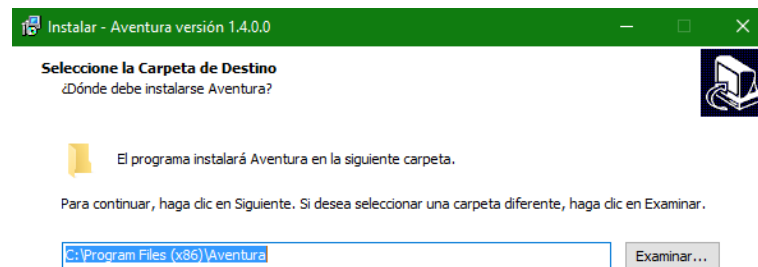 Instalar - Aventura versión 1.4.0.0
Seleccione la Carpeta de Destino
¿Dónde debe instalarse Aventura?
El programa instalará Aventura en la siguiente carpeta.
Para continuar, haga clic en Siguiente. Si desea seleccionar una carpeta diferente, haga clic en Examinar.
C:\Program Files (x86)\Aventura
Examinar...